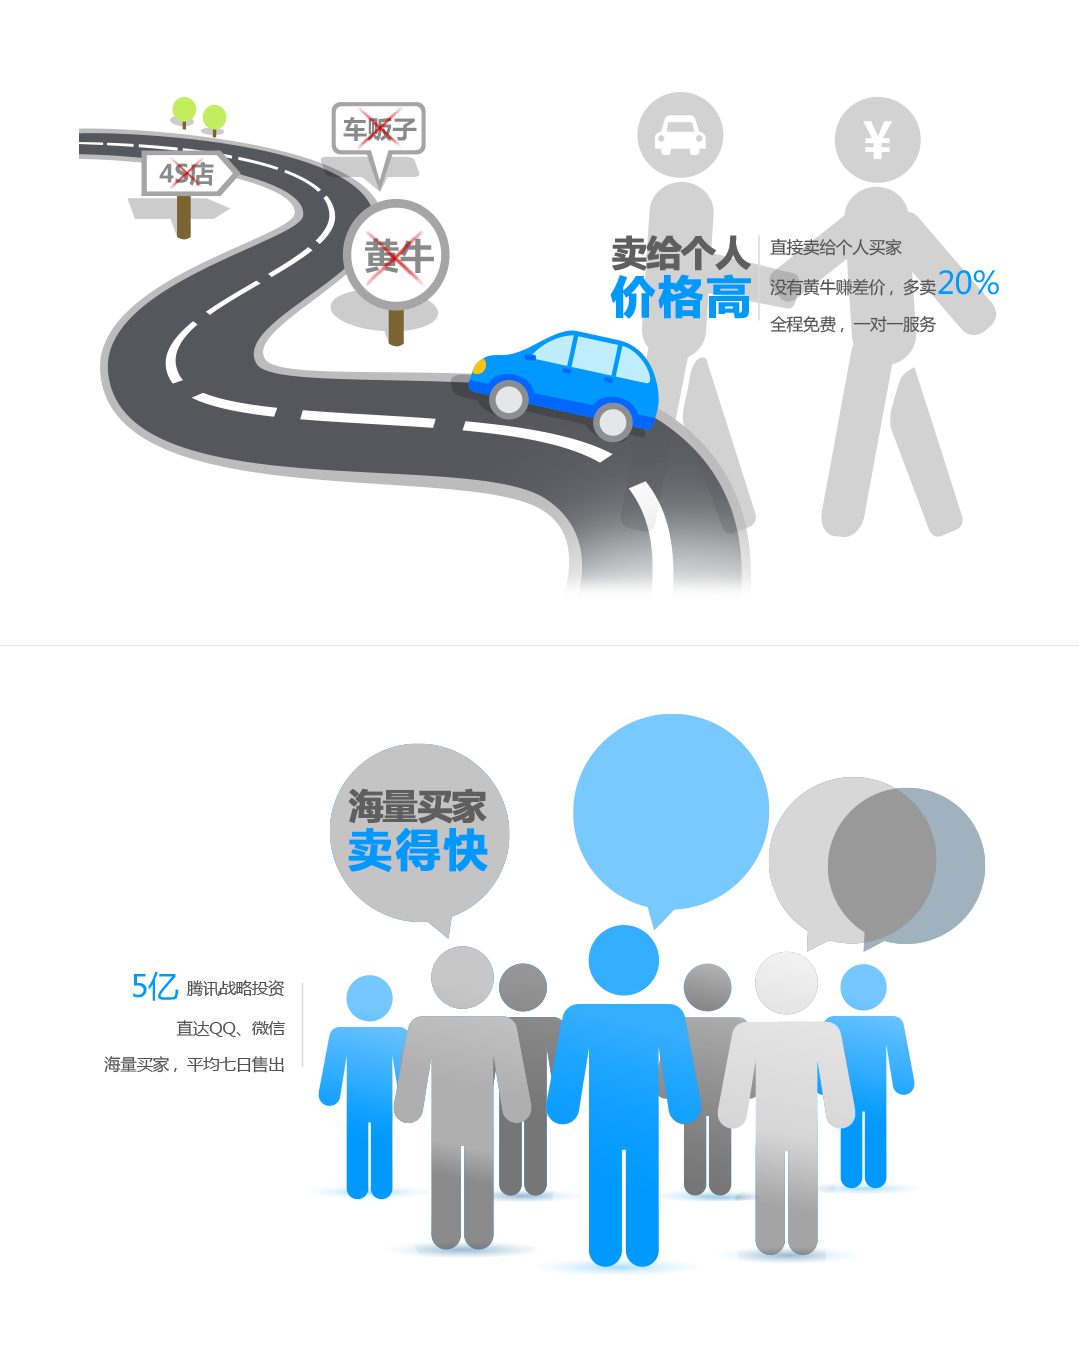 车贩子
4S店
黄牛
¥
卖给个人
价格高
直接卖给个人买家
没有黄牛赚差价，多卖20%
全程免费，一对一服务
海量买家
卖得快
5亿 腾讯战略投资
直达QQ、微信
海量买家，平均七日售出